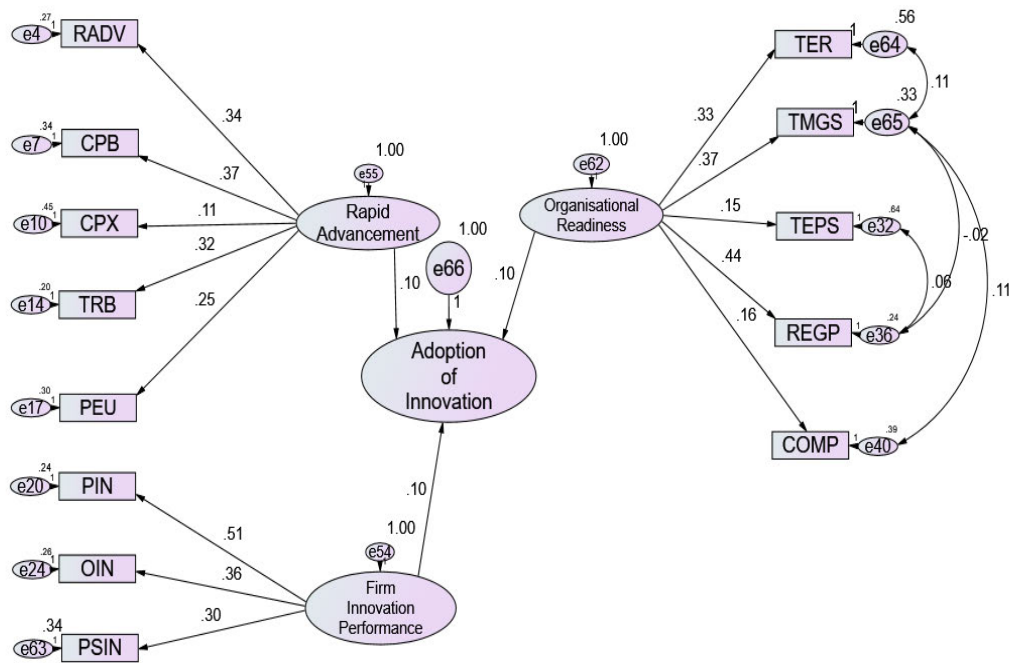 .27
1
e4
RADV
.34
.34
1
e7
CPB
.37
.45
1
e10
CPX
.11
.20
1
e14
TRB
.32
.30
1
e17
PEU
.25
1.00
e55
1
Rapid
Advancement
.10
1.00
e66
1
Adoption
of
Innovation
1.00
e62
1
Organisational
Readiness
.10
.56
1
TER
e64
.33
.11
.33
1
TMGS
e65
.37
.64
1
TEPS
e32
.15
-.02
.06
.11
.24
1
REGP
e36
.44
.39
1
COMP
e40
.16
.24
1
e20
PIN
.51
.26
1
e24
OIN
.36
.34
1
e63
PSIN
.30
.10
1.00
e54
1
Firm
Innovation
Performance